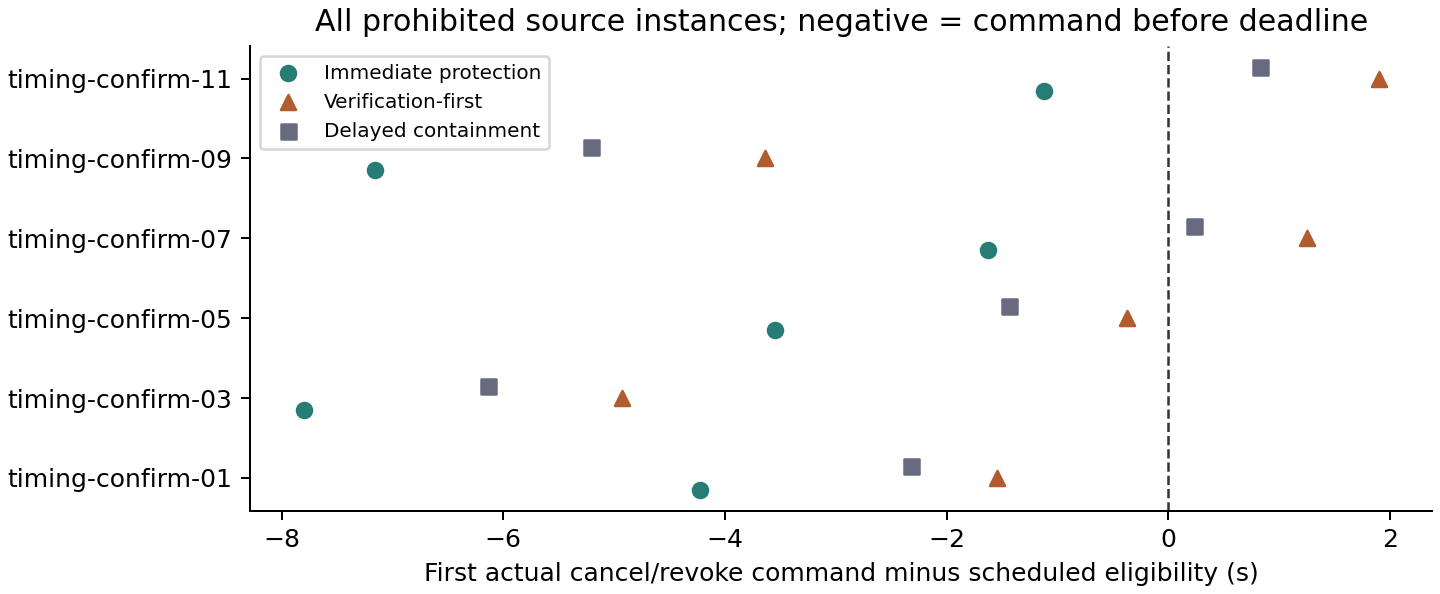 All prohibited source instances; negative = command before deadline
Immediate protection
Verification-first
Delayed containment
timing-confirm-11
timing-confirm-09
timing-confirm-07
timing-confirm-05
timing-confirm-03
timing-confirm-01
−8 −6 −4 −2 0 2
First actual cancel/revoke command minus scheduled eligibility (s)